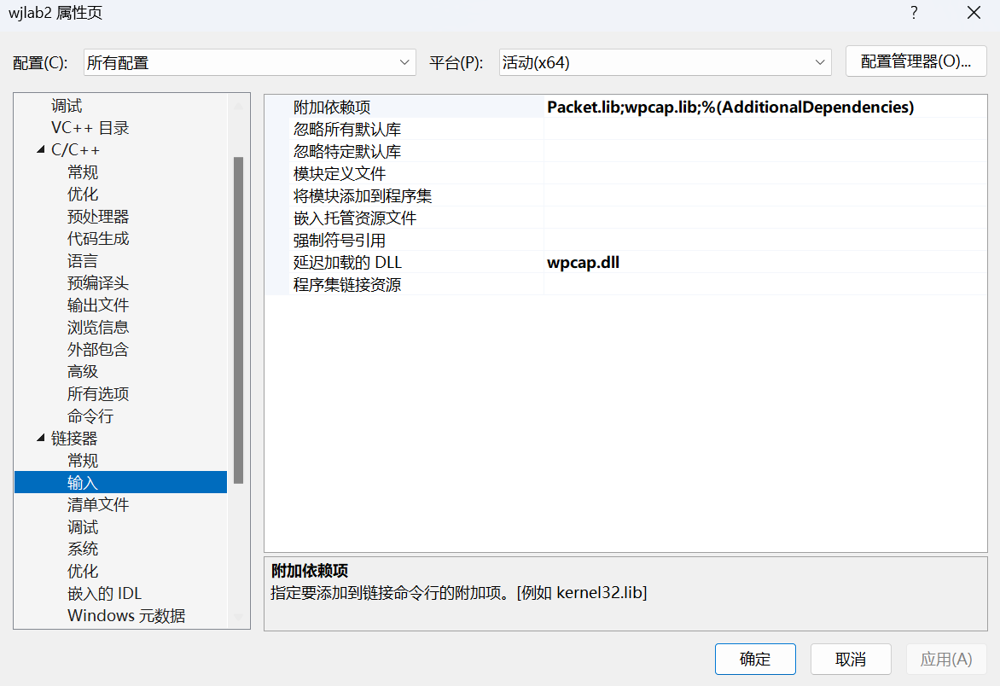 wjlab2 属性页
配置(C): 所有配置 平台(P): 活动(x64) 配置管理器(O)...
调试
VC++ 目录
C/C++
常规
优化
预处理器
代码生成
语言
预编译头
输出文件
浏览信息
外部包含
高级
所有选项
命令行
链接器
常规
输入
清单文件
调试
系统
优化
嵌入的 IDL
Windows 元数据
附加依赖项 Packet.lib;wpcap.lib;%(AdditionalDependencies)
忽略所有默认库
忽略特定默认库
模块定义文件
将模块添加到程序集
嵌入托管资源文件
强制符号引用
延迟加载的 DLL wpcap.dll
程序集链接资源
附加依赖项
指定要添加到链接命令行的附加项。[例如 kernel32.lib]
确定 取消 应用(A)